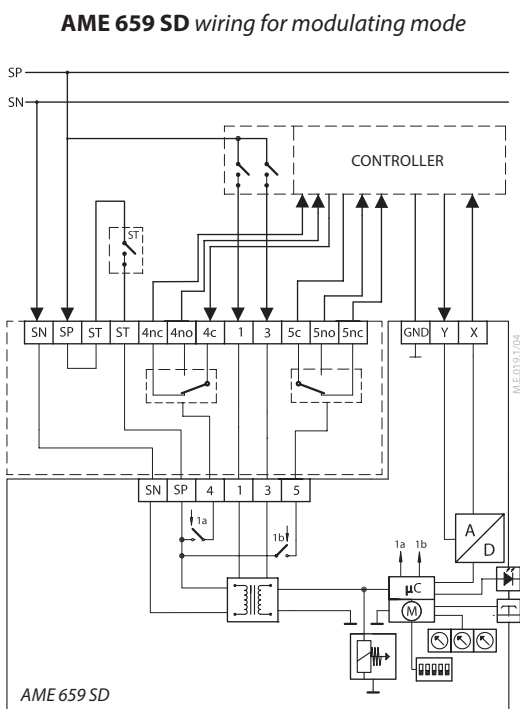 AME 659 SD wiring for modulating mode
SP
SN
CONTROLLER
ST
SN SP ST ST 4nc 4no 4c 1 3 5c 5no 5nc GND Y X
M.E.019.1/04
SN SP 4 1 3 5
1a
1b
1a 1b
A
D
µC
M
AME 659 SD